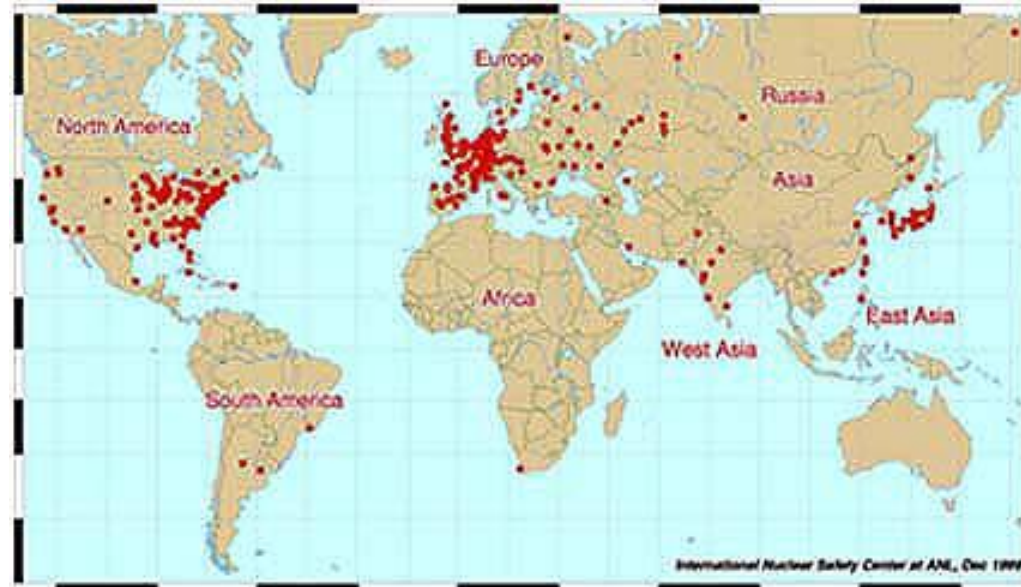 Europe
Russia
North America
Asia
Africa
East Asia
West Asia
South America
International Nuclear Safety Center at ANL, Dec